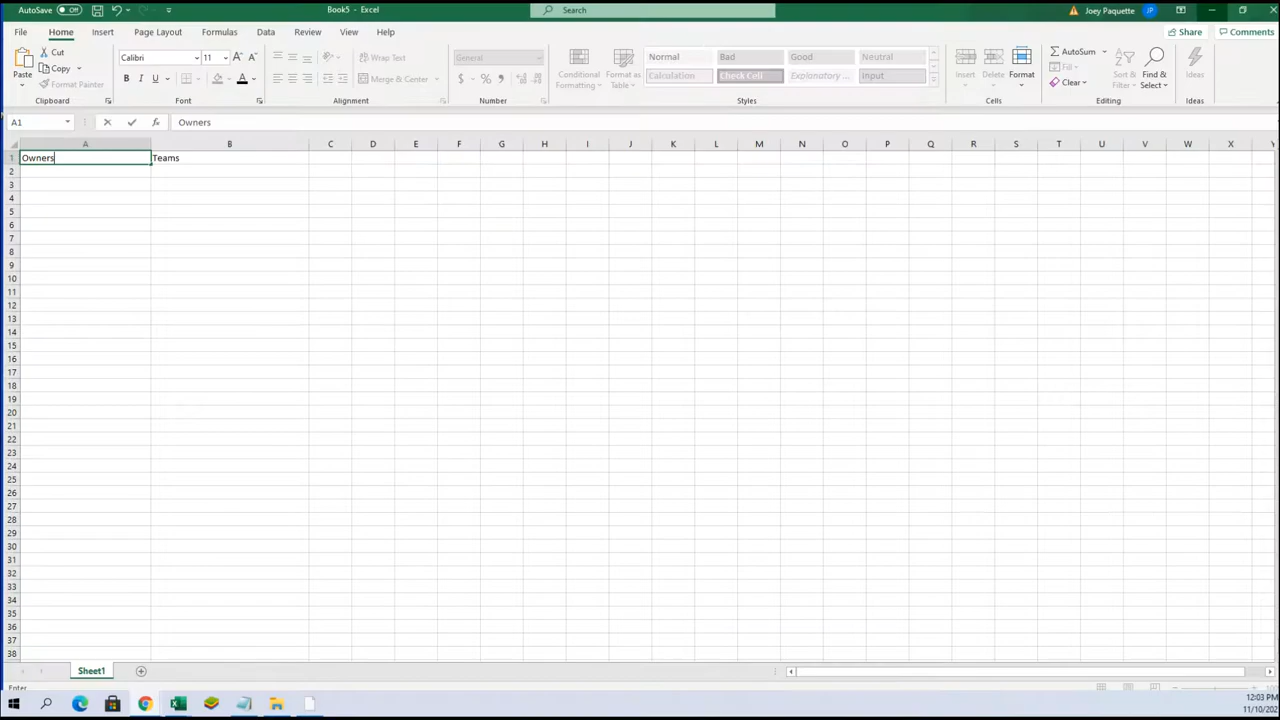 AutoSave Off Book5 - Excel Search Joey Paquette JP
File Home Insert Page Layout Formulas Data Review View Help Share Comments
Paste Cut Copy Format Painter Clipboard
Calibri 11 B I U A Font
Wrap Text Merge & Center Alignment
General $ % Number
Conditional Formatting Format as Table
Normal Bad Good Neutral
Calculation Check Cell Explanatory ... Input
Styles
Insert Delete Format Cells
AutoSum Fill Clear Sort & Filter Find & Select Editing
Ideas Ideas
A1 fx Owners
A B C D E F G H I J K L M N O P Q R S T U V W X Y
1 Owners Teams
2
3
4
5
6
7
8
9
10
11
12
13
14
15
16
17
18
19
20
21
22
23
24
25
26
27
28
29
30
31
32
33
34
35
36
37
38
Sheet1
Enter
12:03 PM
11/10/202